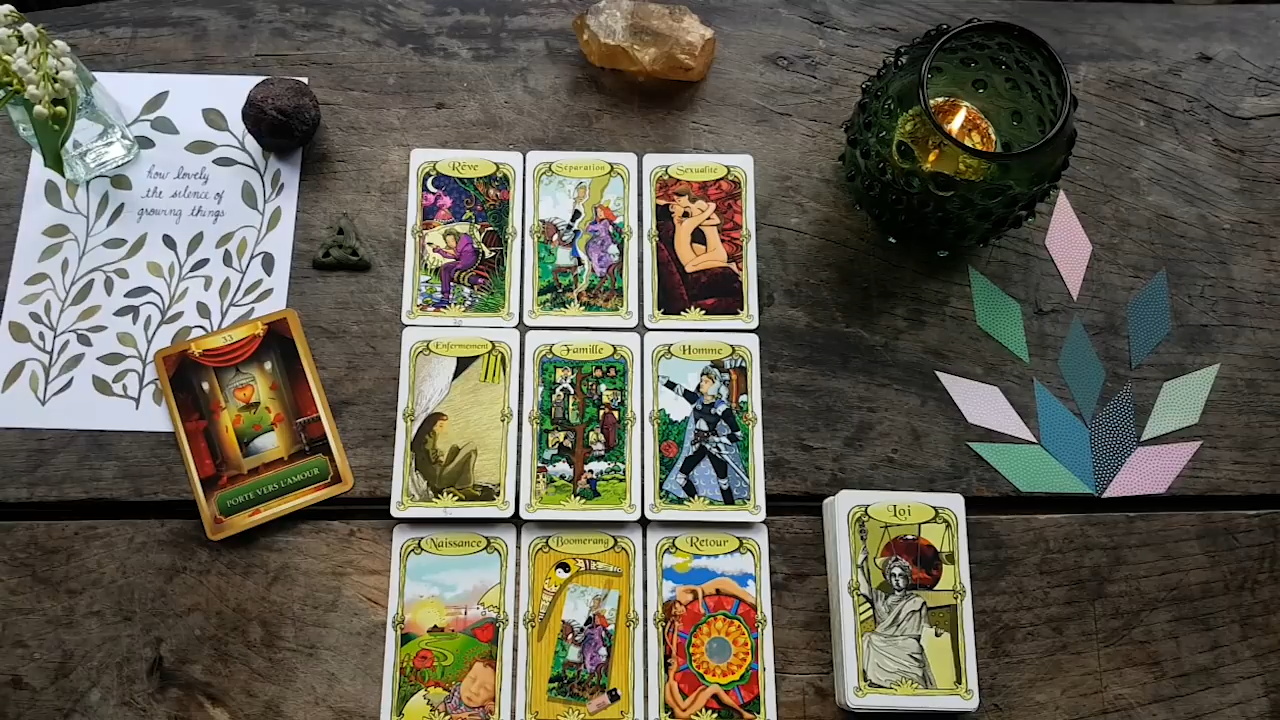 how lovely
the silence of
growing things
33
PORTE VERS L'AMOUR
Rêve
Séparation
Sexualité
Enfermement
Famille
Homme
Naissance
Boomerang
Retour
Loi